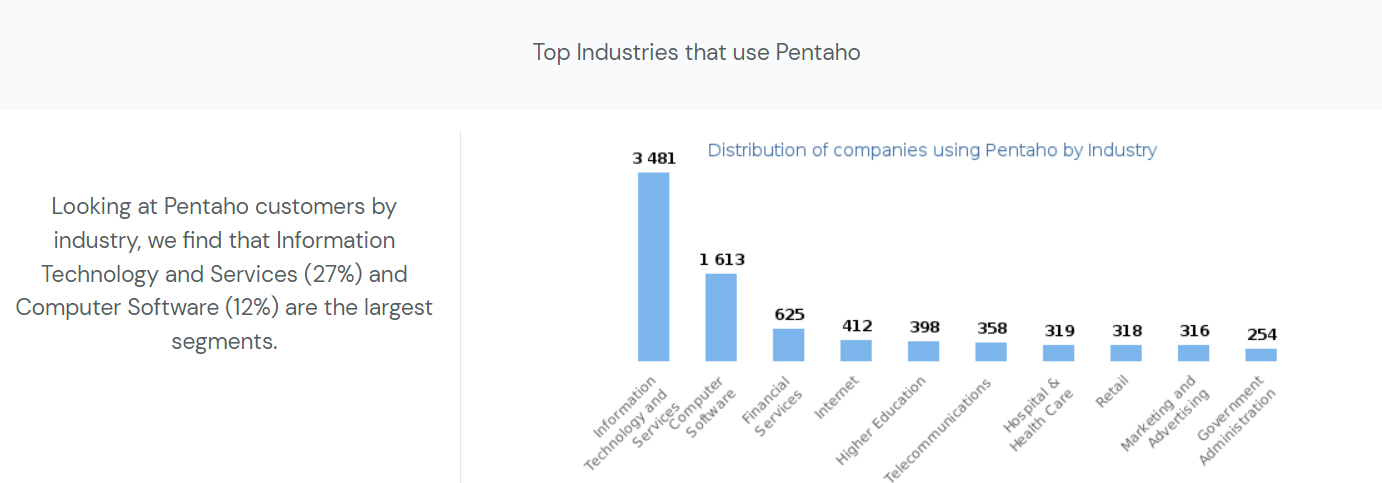 Top Industries that use Pentaho
Looking at Pentaho customers by
industry, we find that Information
Technology and Services (27%) and
Computer Software (12%) are the largest
segments.
Distribution of companies using Pentaho by Industry
3 481
1 613
625
412
398
358
319
318
316
254
Information
Technology and
Services
Computer
Software
Financial
Services
Internet
Higher Education
Telecommunications
Hospital &
Health Care
Retail
Marketing and
Advertising
Government
Administration